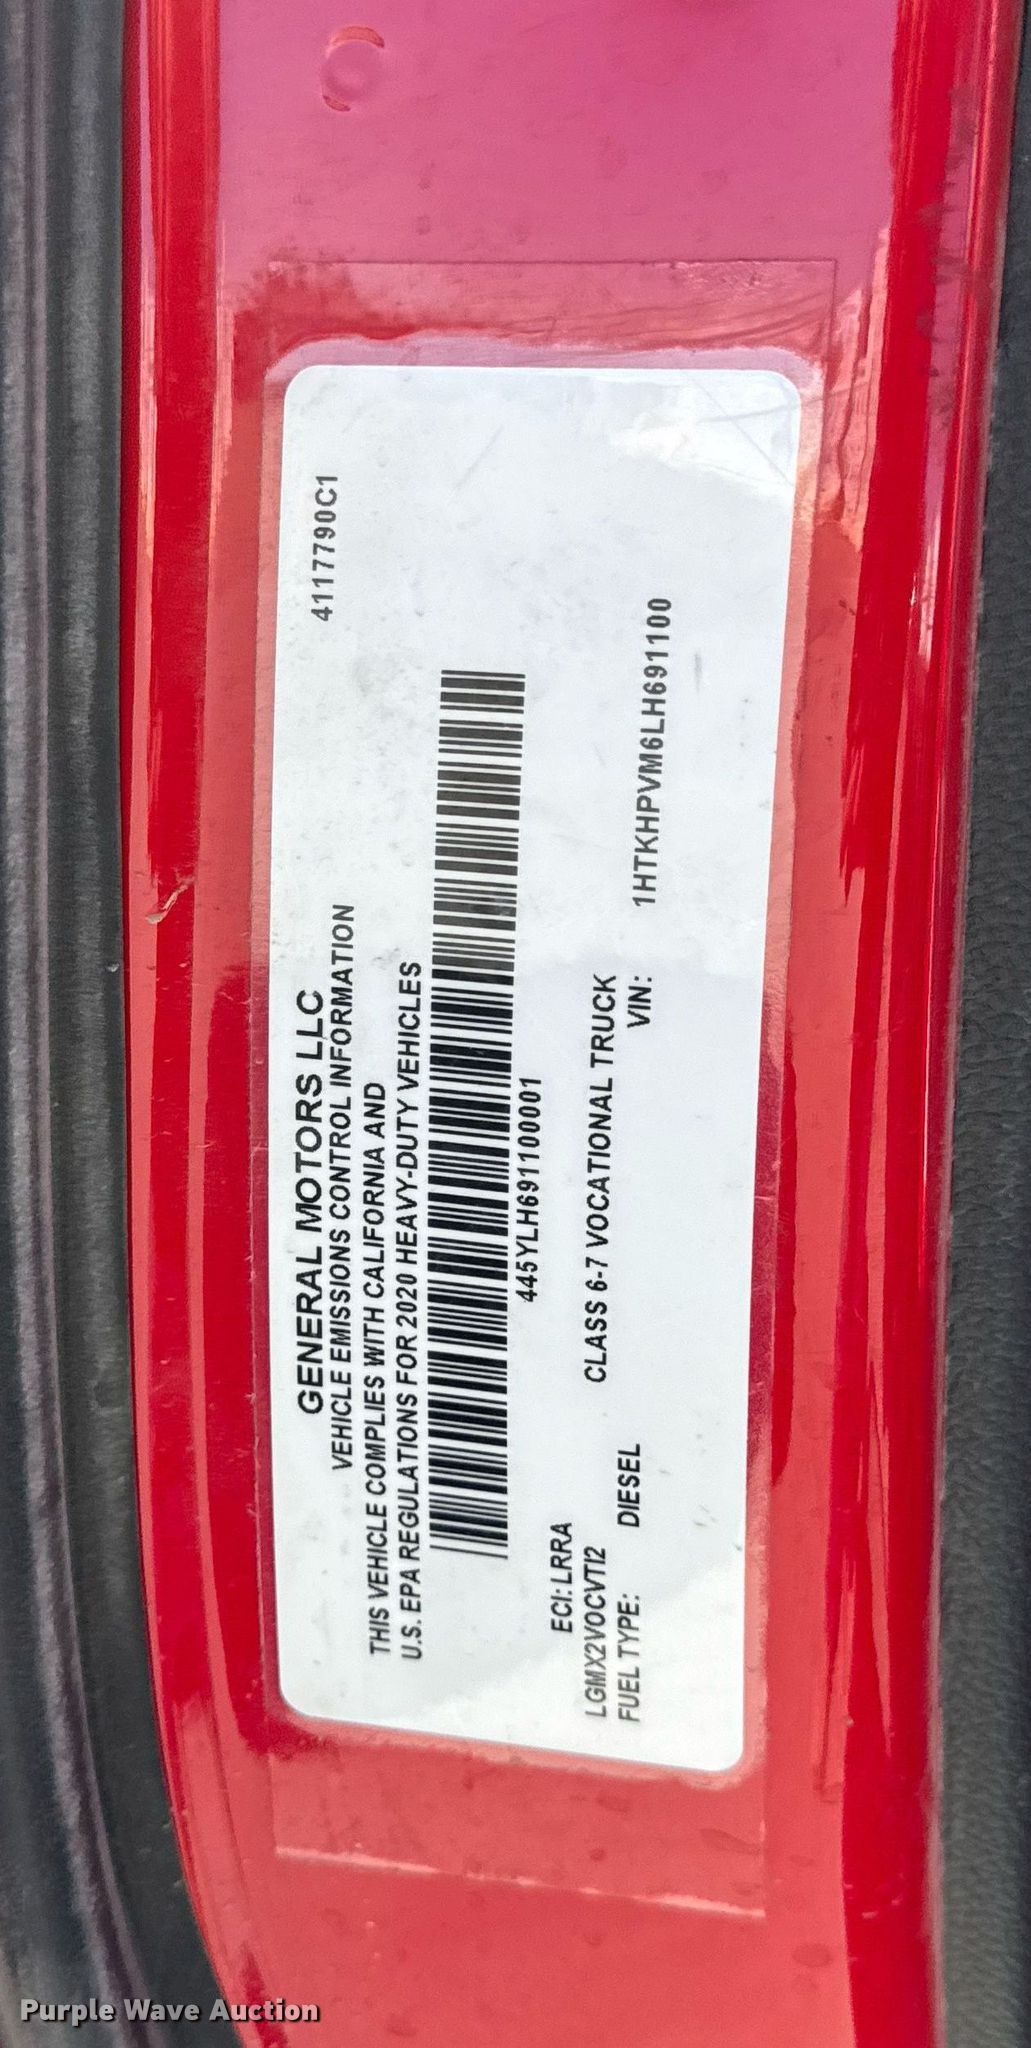 4117790C1
GENERAL MOTORS LLC
VEHICLE EMISSIONS CONTROL INFORMATION
THIS VEHICLE COMPLIES WITH CALIFORNIA AND
U.S. EPA REGULATIONS FOR 2020 HEAVY-DUTY VEHICLES
445YLH691100001
ECI: LRRA
LGMX2VOCVTI2 CLASS 6-7 VOCATIONAL TRUCK
FUEL TYPE: DIESEL VIN: 1HTKHPVM6LH691100
Purple Wave Auction